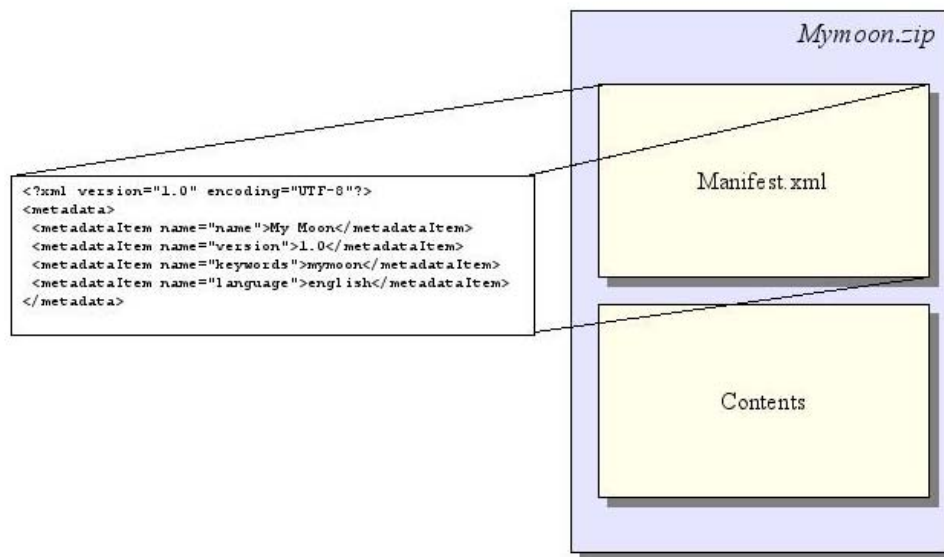 Mymoon.zip
Manifest.xml
<?xml version="1.0" encoding="UTF-8"?>
<metadata>
<metadataItem name="name">My Moon</metadataItem>
<metadataItem name="version">1.0</metadataItem>
<metadataItem name="keywords">mymoon</metadataItem>
<metadataItem name="language">english</metadataItem>
</metadata>
Contents